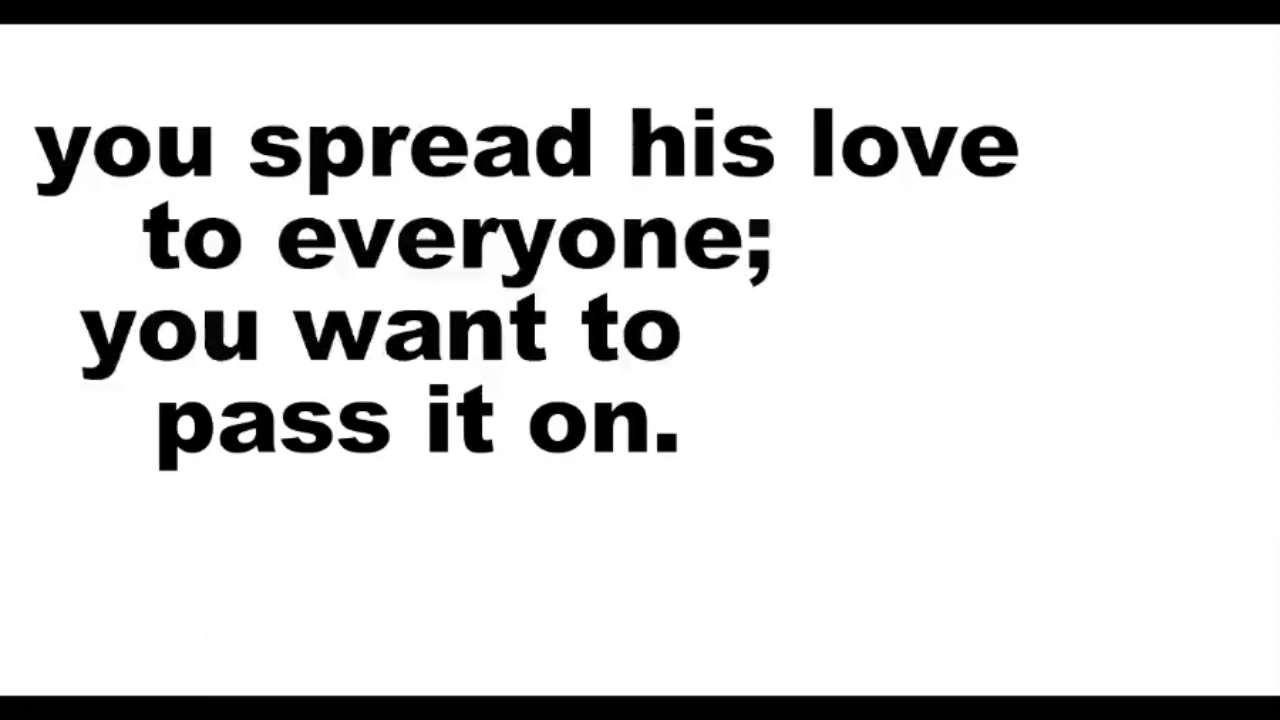 you spread his love
to everyone;
you want to
pass it on.